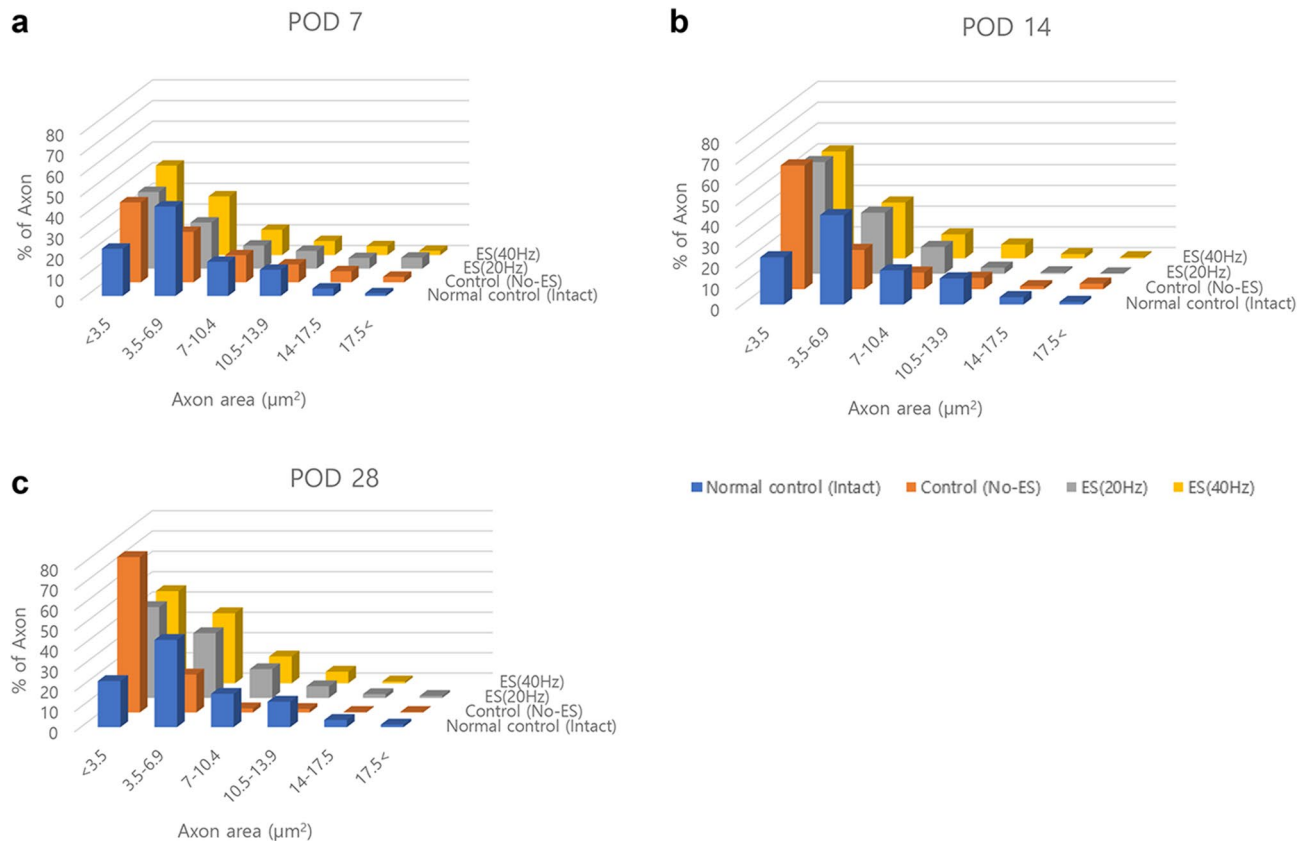 a
POD 7
% of Axon
80
70
60
50
40
30
20
10
0
<3.5
3.5-6.9
7-10.4
10.5-13.9
14-17.5
17.5<
ES(40Hz)
ES(20Hz)
Control (No-ES)
Normal control (Intact)
Axon area (µm²)
b
POD 14
% of Axon
80
70
60
50
40
30
20
10
0
<3.5
3.5-6.9
7-10.4
10.5-13.9
14-17.5
17.5<
ES(40Hz)
ES(20Hz)
Control (No-ES)
Normal control (Intact)
Axon area (µm²)
c
POD 28
% of Axon
80
70
60
50
40
30
20
10
0
<3.5
3.5-6.9
7-10.4
10.5-13.9
14-17.5
17.5<
ES(40Hz)
ES(20Hz)
Control (No-ES)
Normal control (Intact)
Axon area (µm²)
Normal control (Intact) Control (No-ES) ES(20Hz) ES(40Hz)